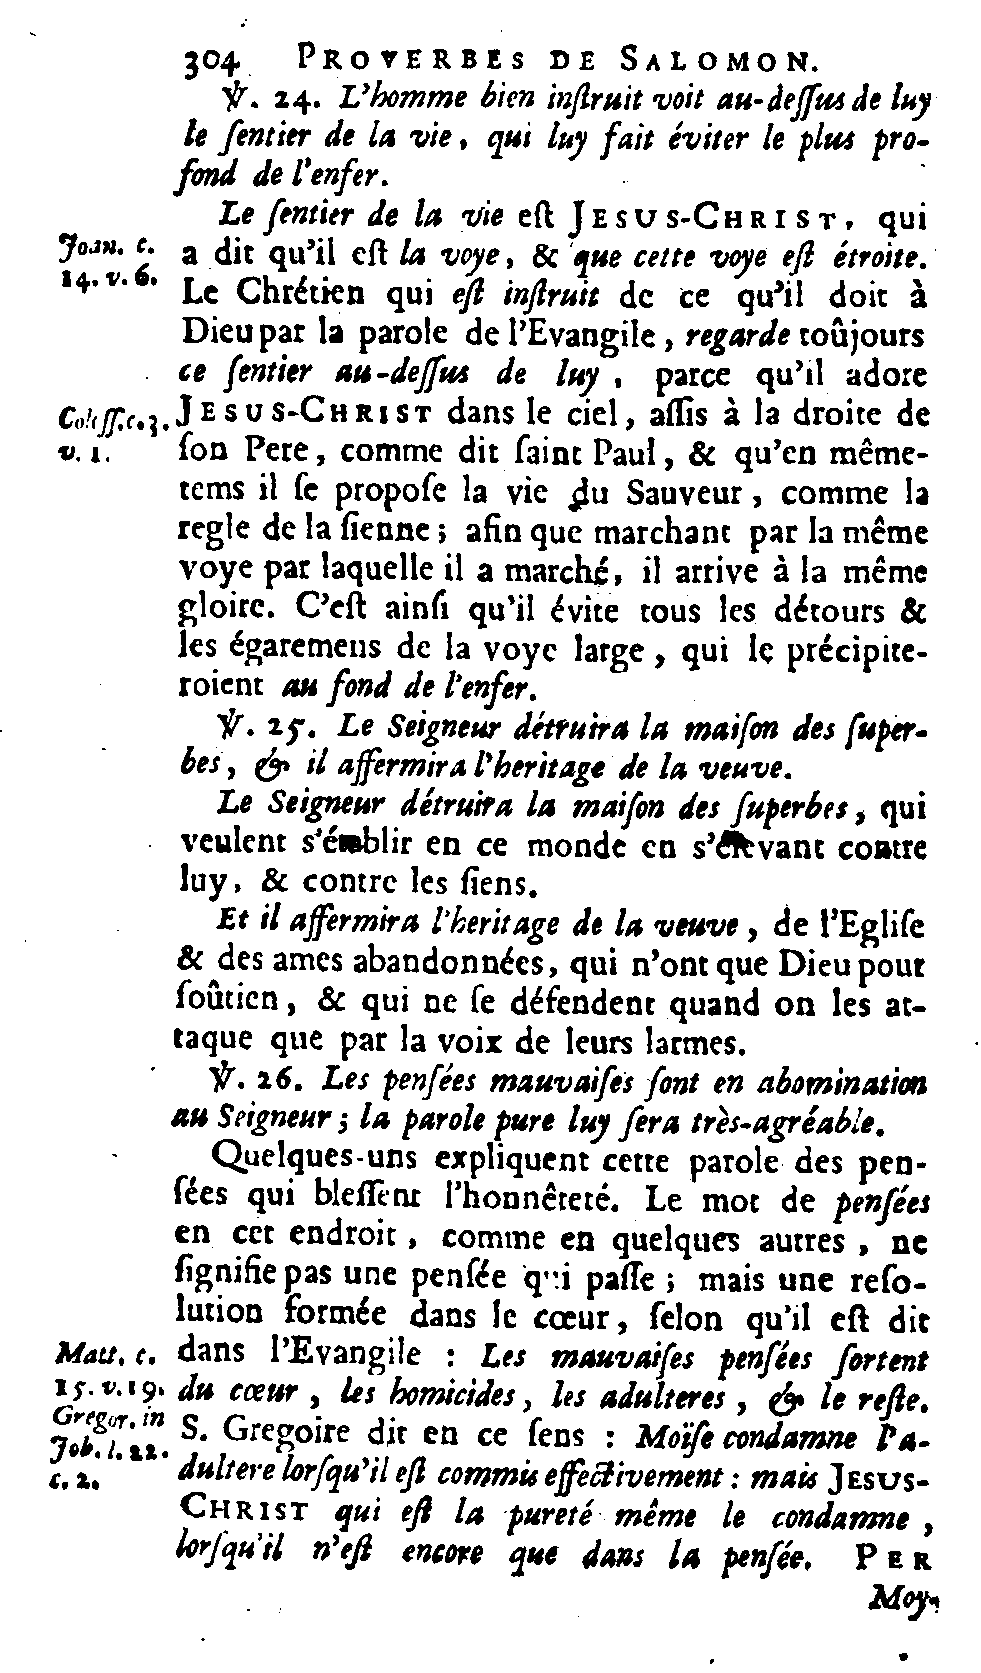 304 PROVERBES DE SALOMON.
℣. 24. L'homme bien inſtruit voit au-deſſus de luy
le ſentier de la vie, qui luy fait éviter le plus pro-
fond de l'enfer.
Le ſentier de la vie eſt JESUS-CHRIST, qui
Joan. c.
14. v. 6.
a dit qu'il eſt la voye, & que cette voye eſt étroite.
Le Chrétien qui eſt inſtruit de ce qu'il doit à
Dieu par la parole de l'Evangile, regarde toûjours
ce ſentier au-deſſus de luy, parce qu'il adore
Coloſſ. c. 3.
v. 1.
JESUS-CHRIST dans le ciel, aſſis à la droite de
ſon Pere, comme dit ſaint Paul, & qu'en même-
tems il ſe propoſe la vie du Sauveur, comme la
regle de la ſienne; afin que marchant par la même
voye par laquelle il a marché, il arrive à la même
gloire. C'eſt ainſi qu'il évite tous les détours &
les égaremens de la voye large, qui le précipite-
roient au fond de l'enfer.
℣. 25. Le Seigneur détruira la maiſon des ſuper-
bes, & il affermira l'heritage de la veuve.
Le Seigneur détruira la maiſon des ſuperbes, qui
veulent s'établir en ce monde en s'élevant contre
luy, & contre les ſiens.
Et il affermira l'heritage de la veuve, de l'Egliſe
& des ames abandonnées, qui n'ont que Dieu pour
ſoûtien, & qui ne ſe défendent quand on les at-
taque que par la voix de leurs larmes.
℣. 26. Les penſées mauvaiſes ſont en abomination
au Seigneur; la parole pure luy ſera très-agréable.
Quelques-uns expliquent cette parole des pen-
ſées qui bleſſent l'honnêteté. Le mot de penſées
en cet endroit, comme en quelques autres, ne
ſignifie pas une penſée qui paſſe; mais une reſo-
lution formée dans le cœur, ſelon qu'il eſt dit
Matt. c.
15. v. 19.
dans l'Evangile : Les mauvaiſes penſées ſortent
du cœur, les homicides, les adulteres, & le reſte.
Gregor. in
Job. l. 22.
c. 2.
S. Gregoire dit en ce ſens : Moïſe condamne l'a-
dultere lorſqu'il eſt commis effectivement : mais JESUS-
CHRIST qui eſt la pureté même le condamne,
lorſqu'il n'eſt encore que dans la penſée. PER
Moy-